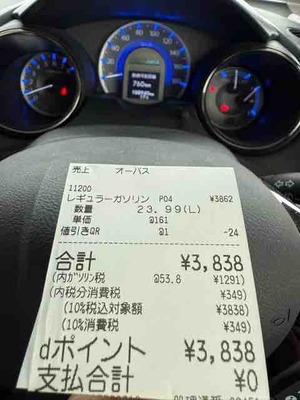 760km
売上 オーパス
11200
レギュラーガソリン P04 ¥3862
数量 23.99(L)
単価 @161
値引きQR @1 -24
合計 ¥3,838
(内ガソリン税 @53.8 ¥1291)
(内税分消費税 ¥349)
(10%税込対象額 ¥3838)
(10%消費税 ¥349)
dポイント ¥3,838
支払合計 ¥0